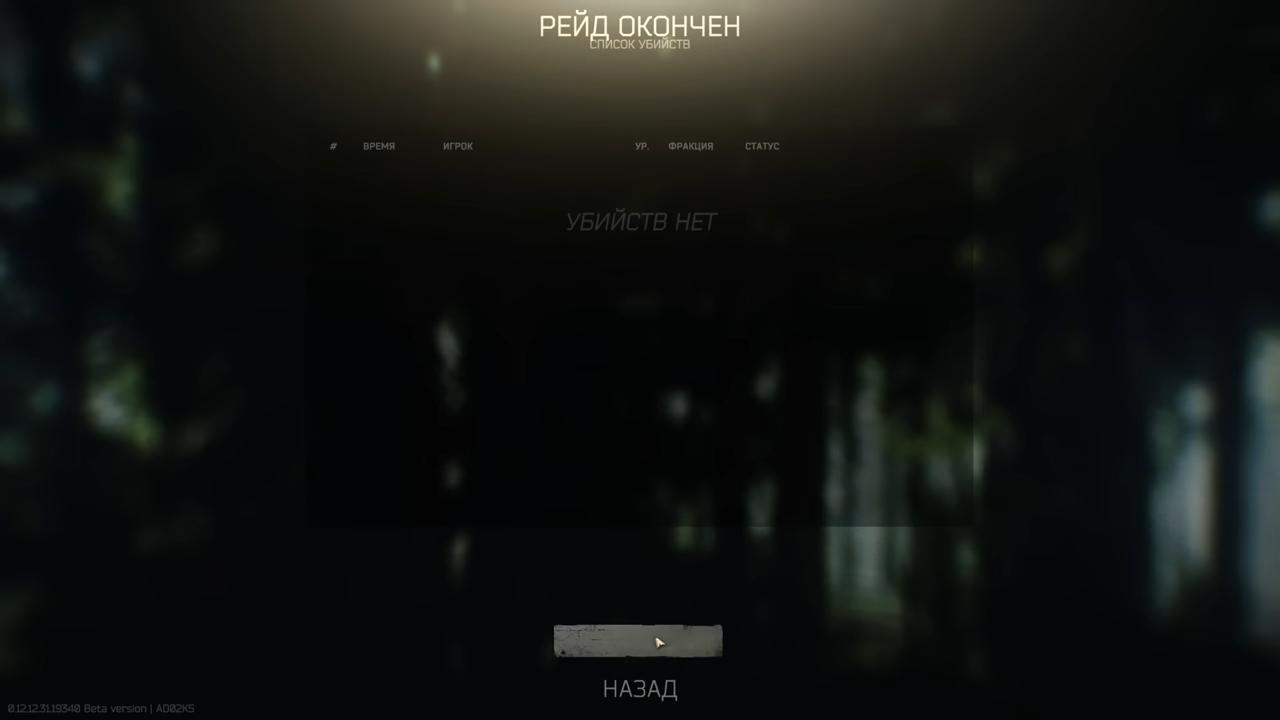 РЕЙД ОКОНЧЕН
СПИСОК УБИЙСТВ
# ВРЕМЯ ИГРОК УР. ФРАКЦИЯ СТАТУС
УБИЙСТВ НЕТ
НАЗАД
0.12.12.31.19340 Beta version | AD02KS